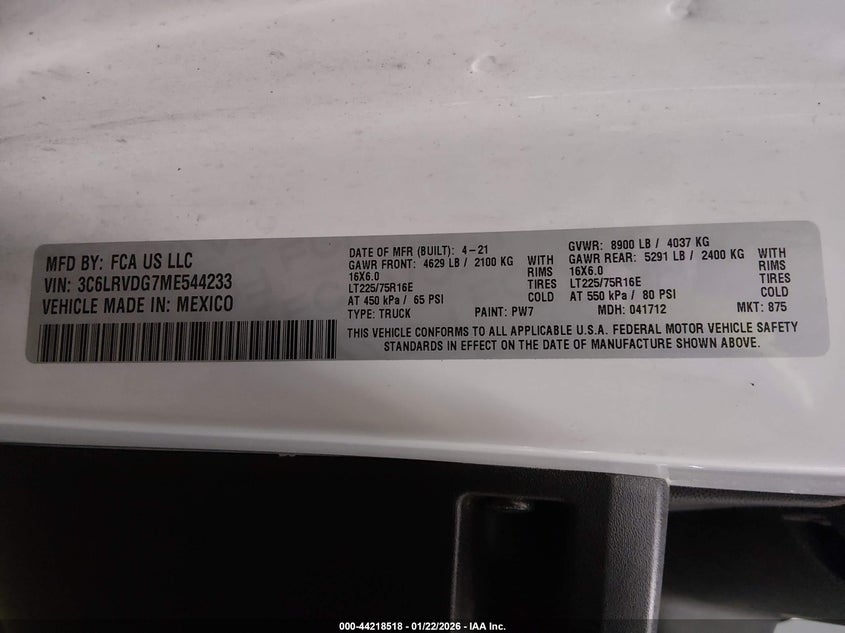 MFD BY: FCA US LLC
VIN: 3C6LRVDG7ME544233
VEHICLE MADE IN: MEXICO
DATE OF MFR (BUILT): 4-21
GAWR FRONT: 4629 LB / 2100 KG WITH
16X6.0 RIMS
LT225/75R16E TIRES
AT 450 kPa / 65 PSI COLD
TYPE: TRUCK PAINT: PW7
GVWR: 8900 LB / 4037 KG
GAWR REAR: 5291 LB / 2400 KG WITH
16X6.0 RIMS
LT225/75R16E TIRES
AT 550 kPa / 80 PSI COLD
MDH: 041712 MKT: 875
THIS VEHICLE CONFORMS TO ALL APPLICABLE U.S.A. FEDERAL MOTOR VEHICLE SAFETY
STANDARDS IN EFFECT ON THE DATE OF MANUFACTURE SHOWN ABOVE.
000-44218518 - 01/22/2026 - IAA Inc.